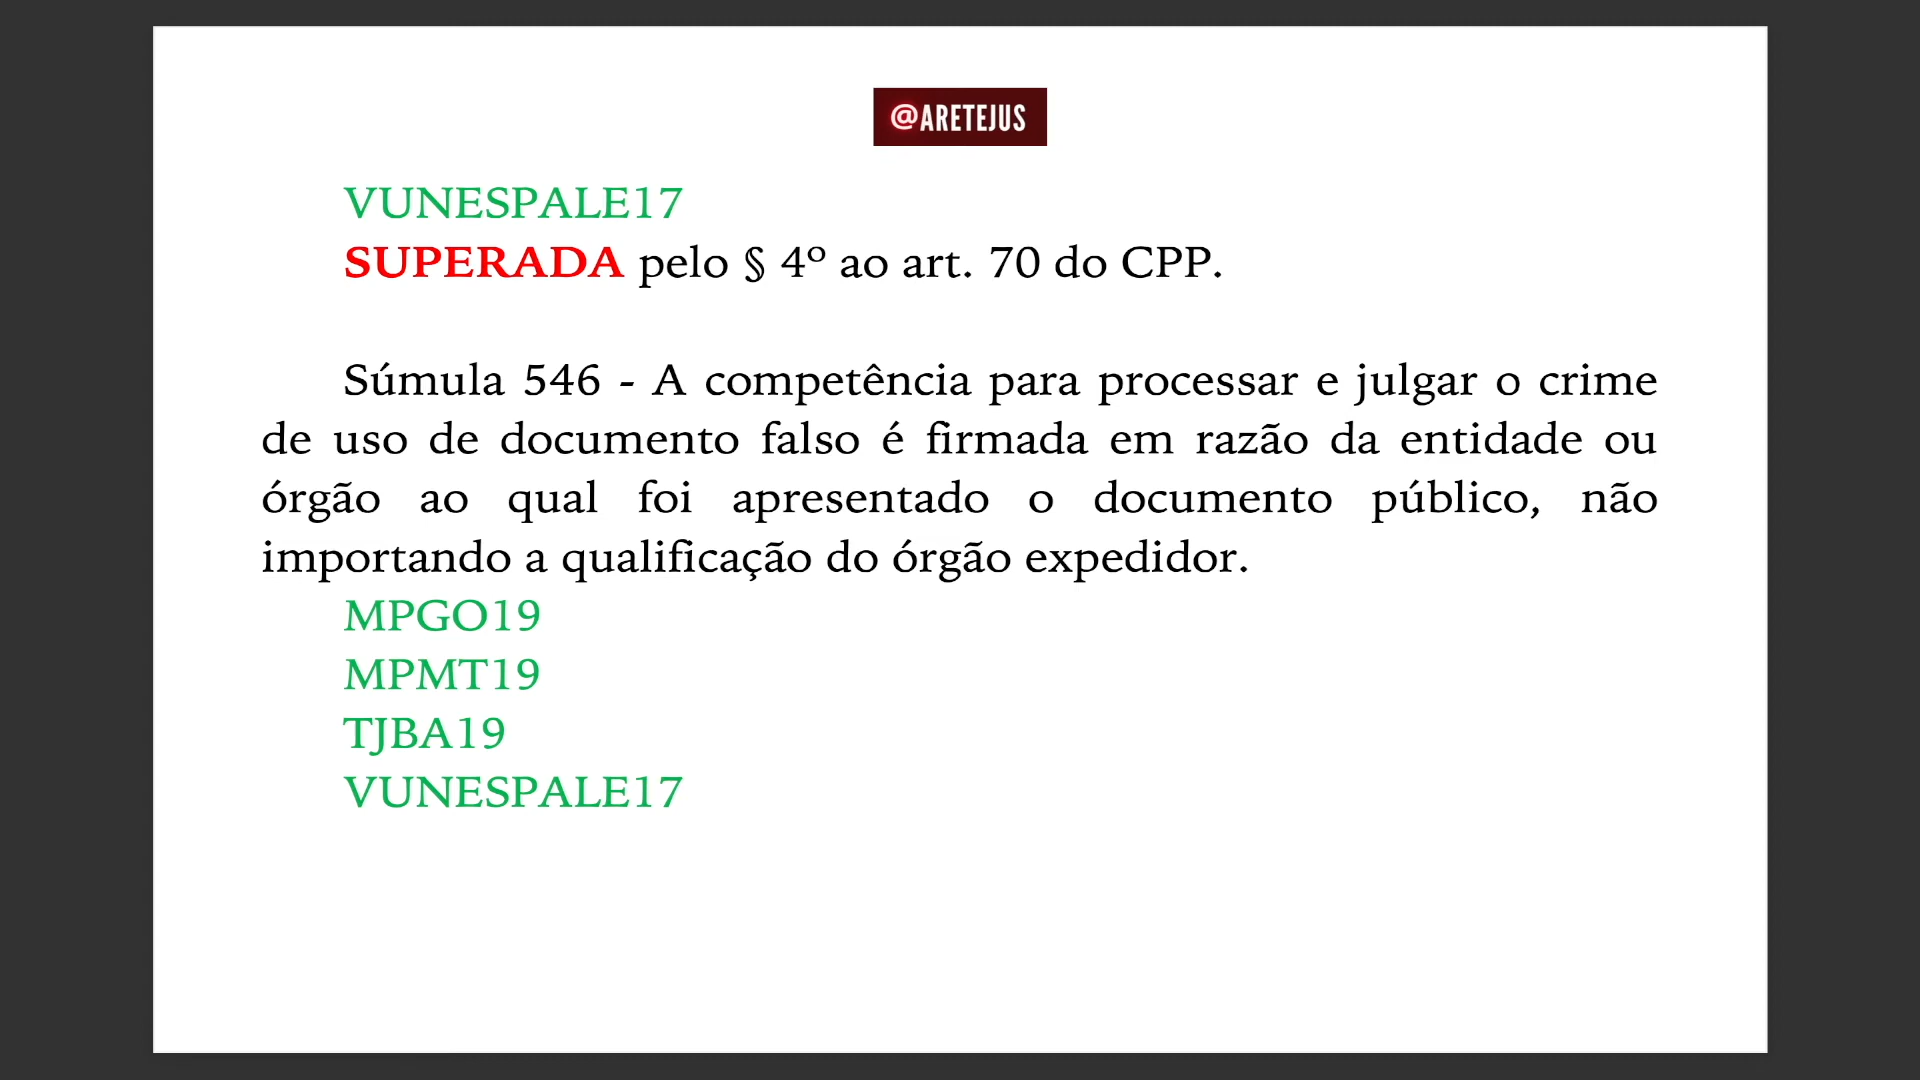 @ARETEJUS
VUNESPALE17
SUPERADA pelo § 4º ao art. 70 do CPP.
Súmula 546 - A competência para processar e julgar o crime
de uso de documento falso é firmada em razão da entidade ou
órgão ao qual foi apresentado o documento público, não
importando a qualificação do órgão expedidor.
MPGO19
MPMT19
TJBA19
VUNESPALE17